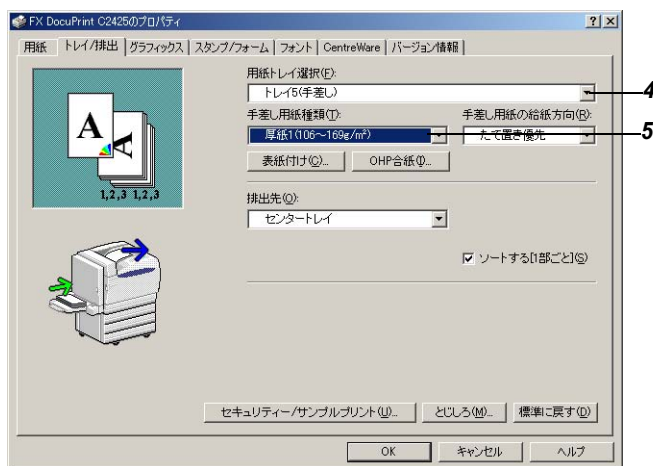 FX DocuPrint C2425のプロパティ
用紙 トレイ/排出 グラフィックス スタンプ/フォーム フォント CentreWare バージョン情報
用紙トレイ選択(F):
トレイ5(手差し)
4
手差し用紙種類(T):
手差し用紙の給紙方向(R):
厚紙1(106～169g/m²)
たて置き優先
5
表紙付け(C)...
OHP合紙(I)...
A
A
1,2,3 1,2,3
排出先(O):
センタートレイ
ソートする[1部ごと](S)
セキュリティー/サンプルプリント(U)...
とじしろ(M)...
標準に戻す(D)
OK
キャンセル
ヘルプ